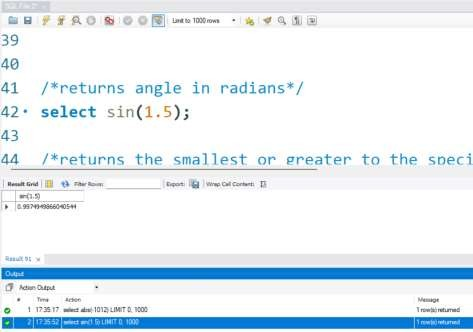 SQL File 2*
Limit to 1000 rows
39
40
41 /*returns angle in radians*/
42 select sin(1.5);
43
44 /*returns the smallest or greater to the speci
Result Grid Filter Rows: Export: Wrap Cell Content:
sin(1.5)
0.9974949866040544
Result 91
Output
Action Output
# Time Action Message
1 17:35:17 select abs(-1012) LIMIT 0, 1000 1 row(s) returned
2 17:35:52 select sin(1.5) LIMIT 0, 1000 1 row(s) returned